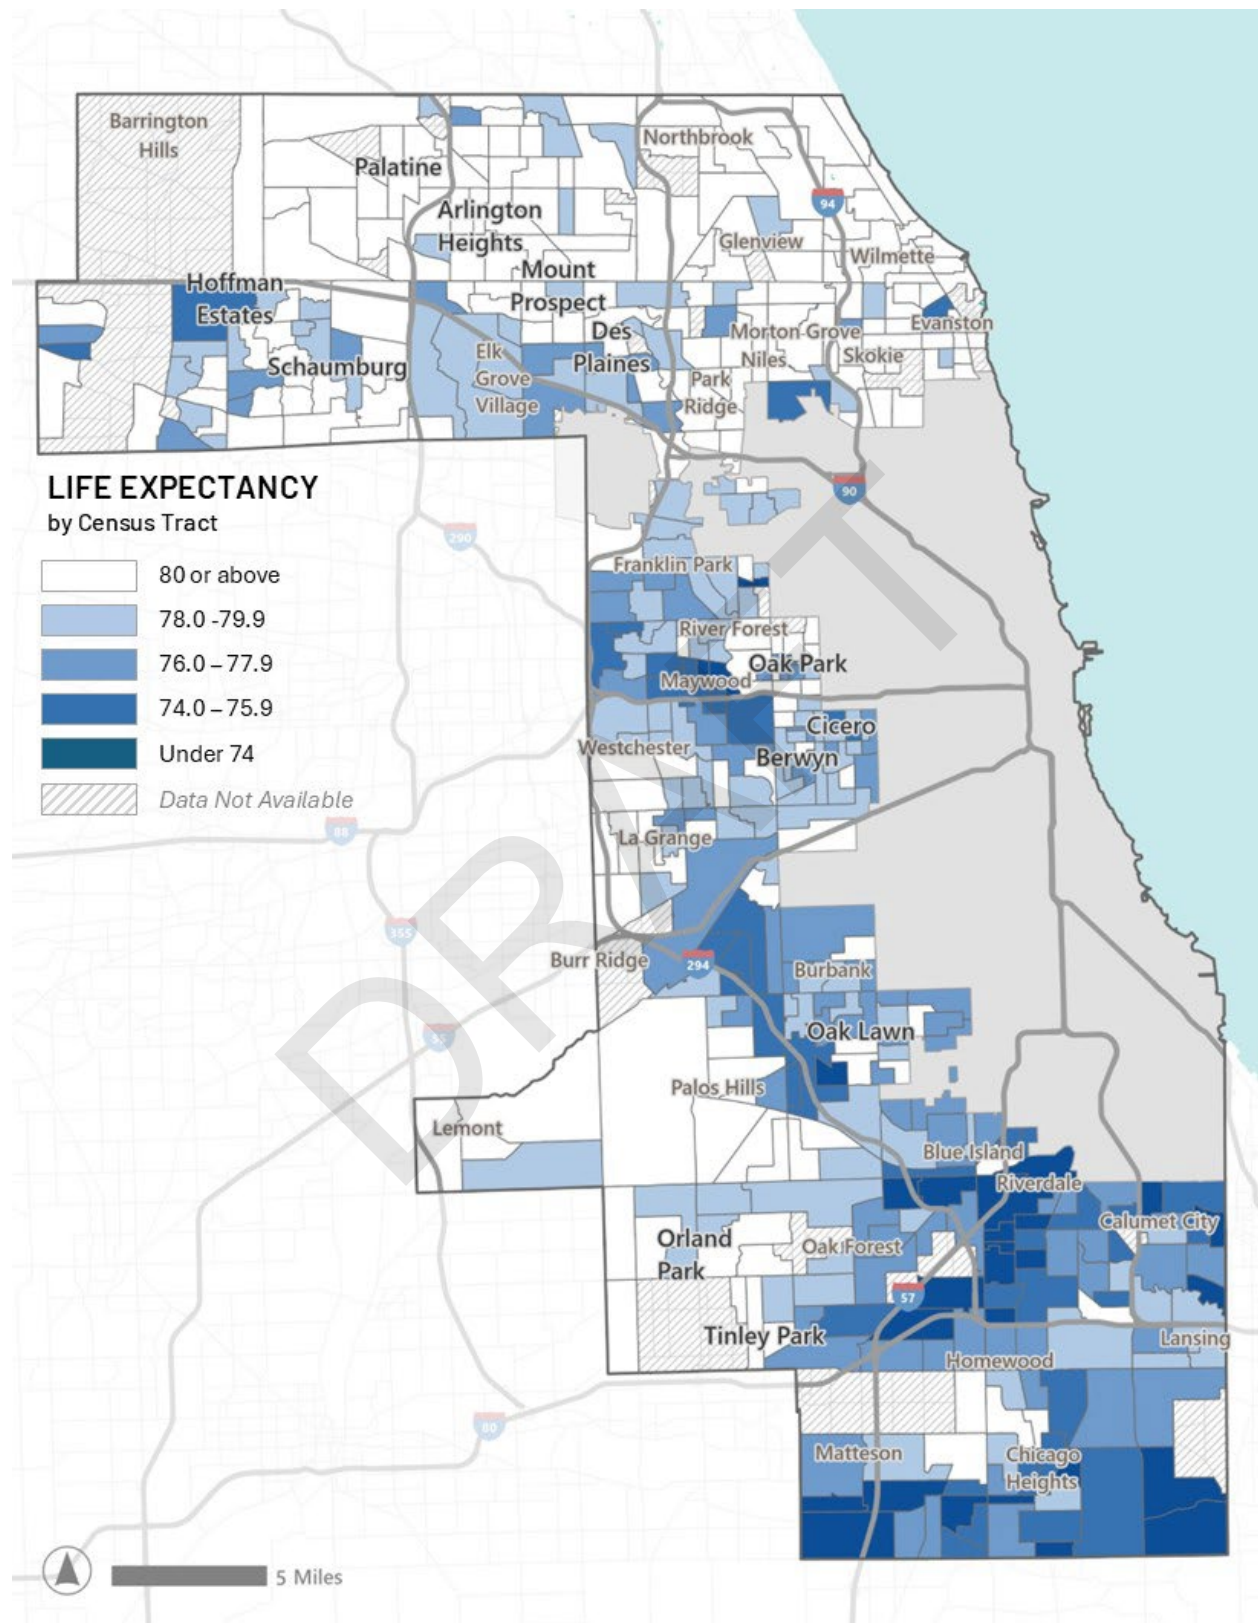 Barrington
Hills
Northbrook
Palatine
94
Arlington
Heights
Glenview
Wilmette
Mount
Prospect
Hoffman
Estates
Evanston
Des
Plaines
Morton Grove
Niles
Skokie
Schaumburg
Elk
Grove
Village
Park
Ridge
LIFE EXPECTANCY
by Census Tract
80 or above
78.0 -79.9
76.0 – 77.9
74.0 – 75.9
Under 74
Data Not Available
90
290
Franklin Park
River Forest
Oak Park
Maywood
Cicero
Westchester
Berwyn
88
La Grange
355
Burr Ridge
294
Burbank
55
Oak Lawn
Palos Hills
Lemont
Blue Island
Riverdale
Calumet City
Orland
Park
Oak Forest
57
Tinley Park
Lansing
Homewood
80
Matteson
Chicago
Heights
5 Miles
DRAFT